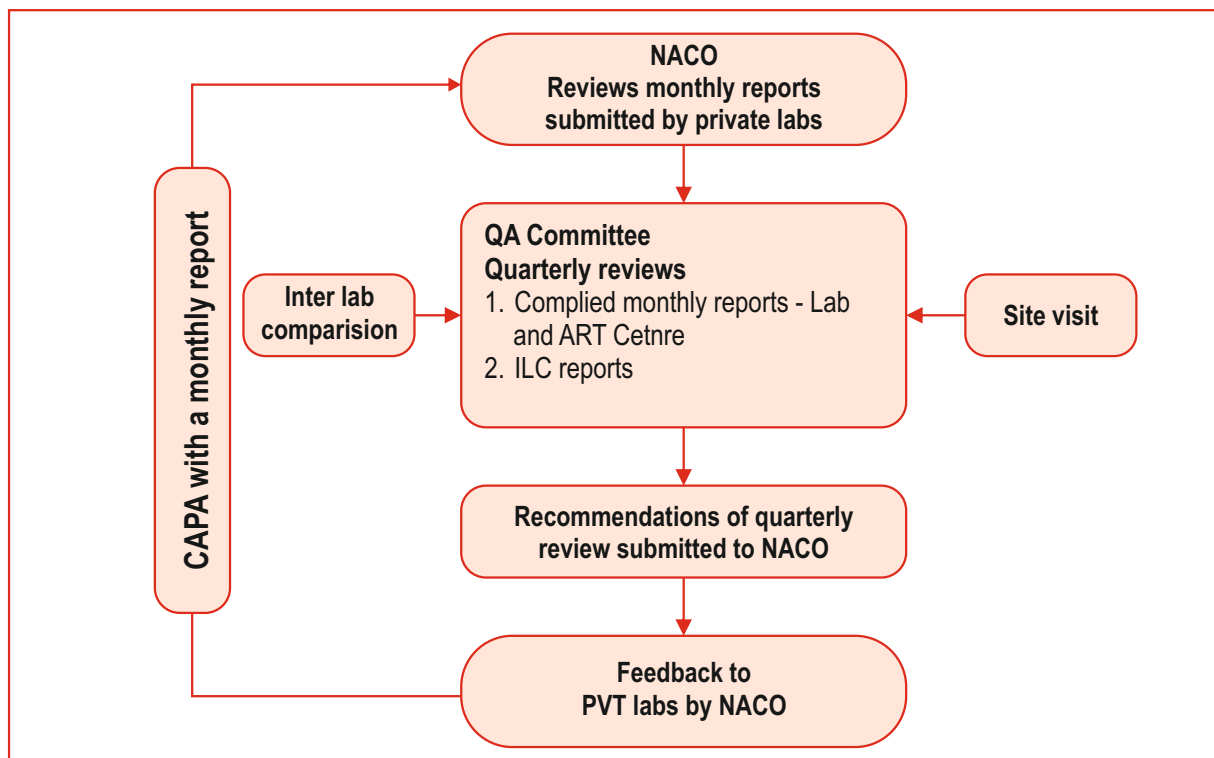 NACO
Reviews monthly reports
submitted by private labs
CAPA with a monthly report
QA Committee
Quarterly reviews
1. Complied monthly reports - Lab
and ART Cetnre
2. ILC reports
Inter lab
comparision
Site visit
Recommendations of quarterly
review submitted to NACO
Feedback to
PVT labs by NACO